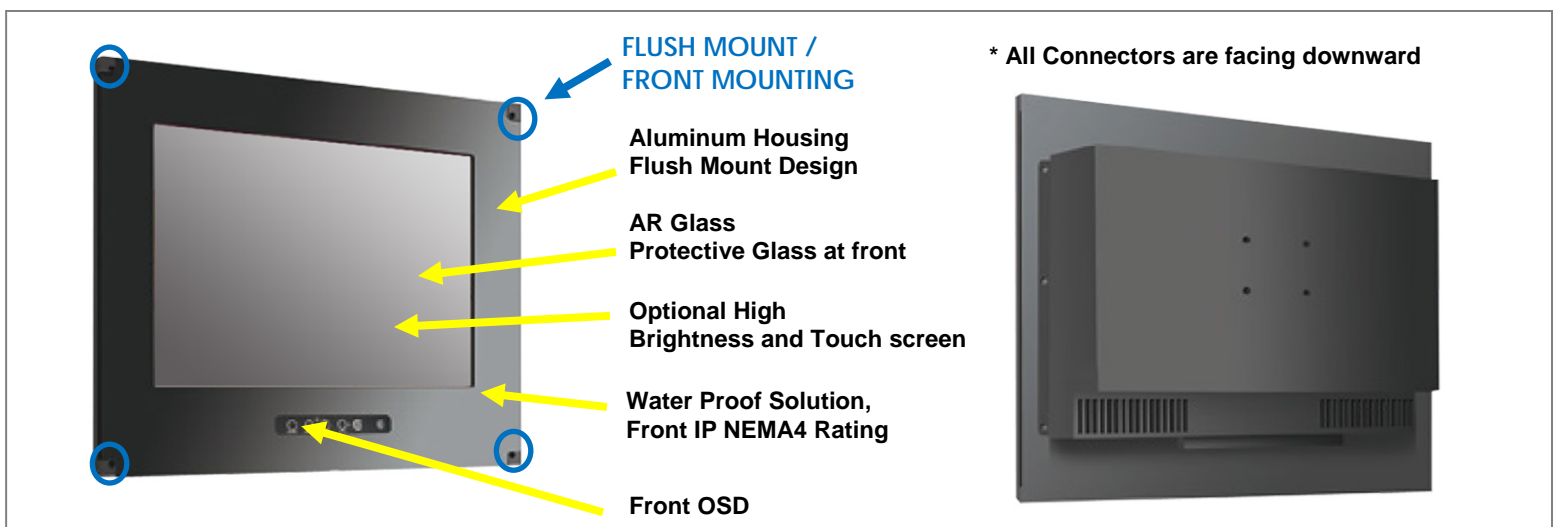 FLUSH MOUNT /
FRONT MOUNTING
Aluminum Housing
Flush Mount Design
AR Glass
Protective Glass at front
Optional High
Brightness and Touch screen
Water Proof Solution,
Front IP NEMA4 Rating
Front OSD
* All Connectors are facing downward